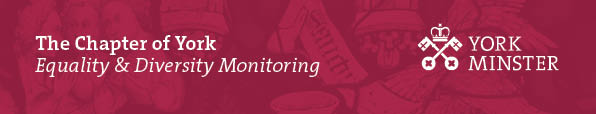 The Chapter of York
Equality & Diversity Monitoring
YORK
MINSTER